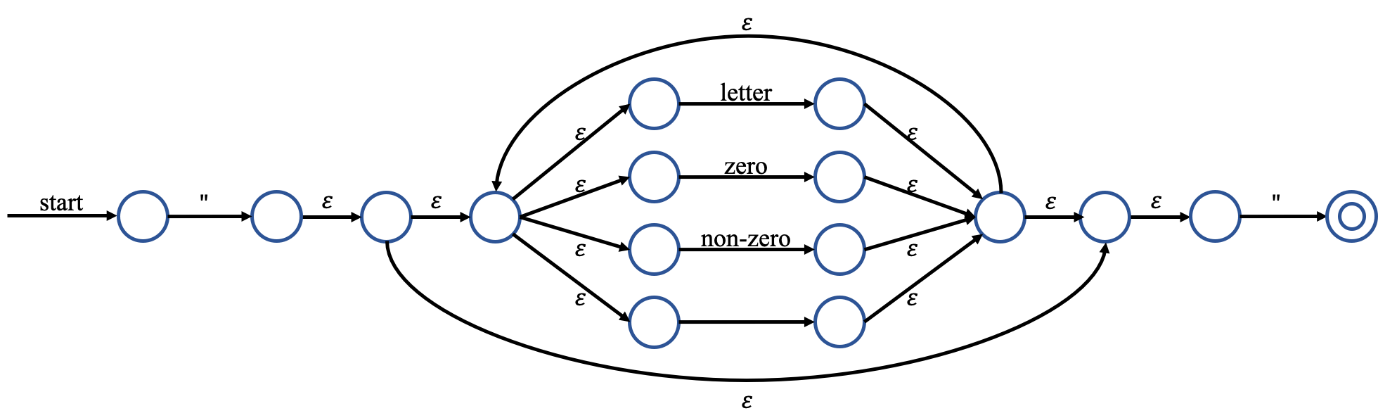 ε
letter
ε ε
zero
ε ε
start " ε ε ε ε "
non-zero
ε ε
ε ε
ε